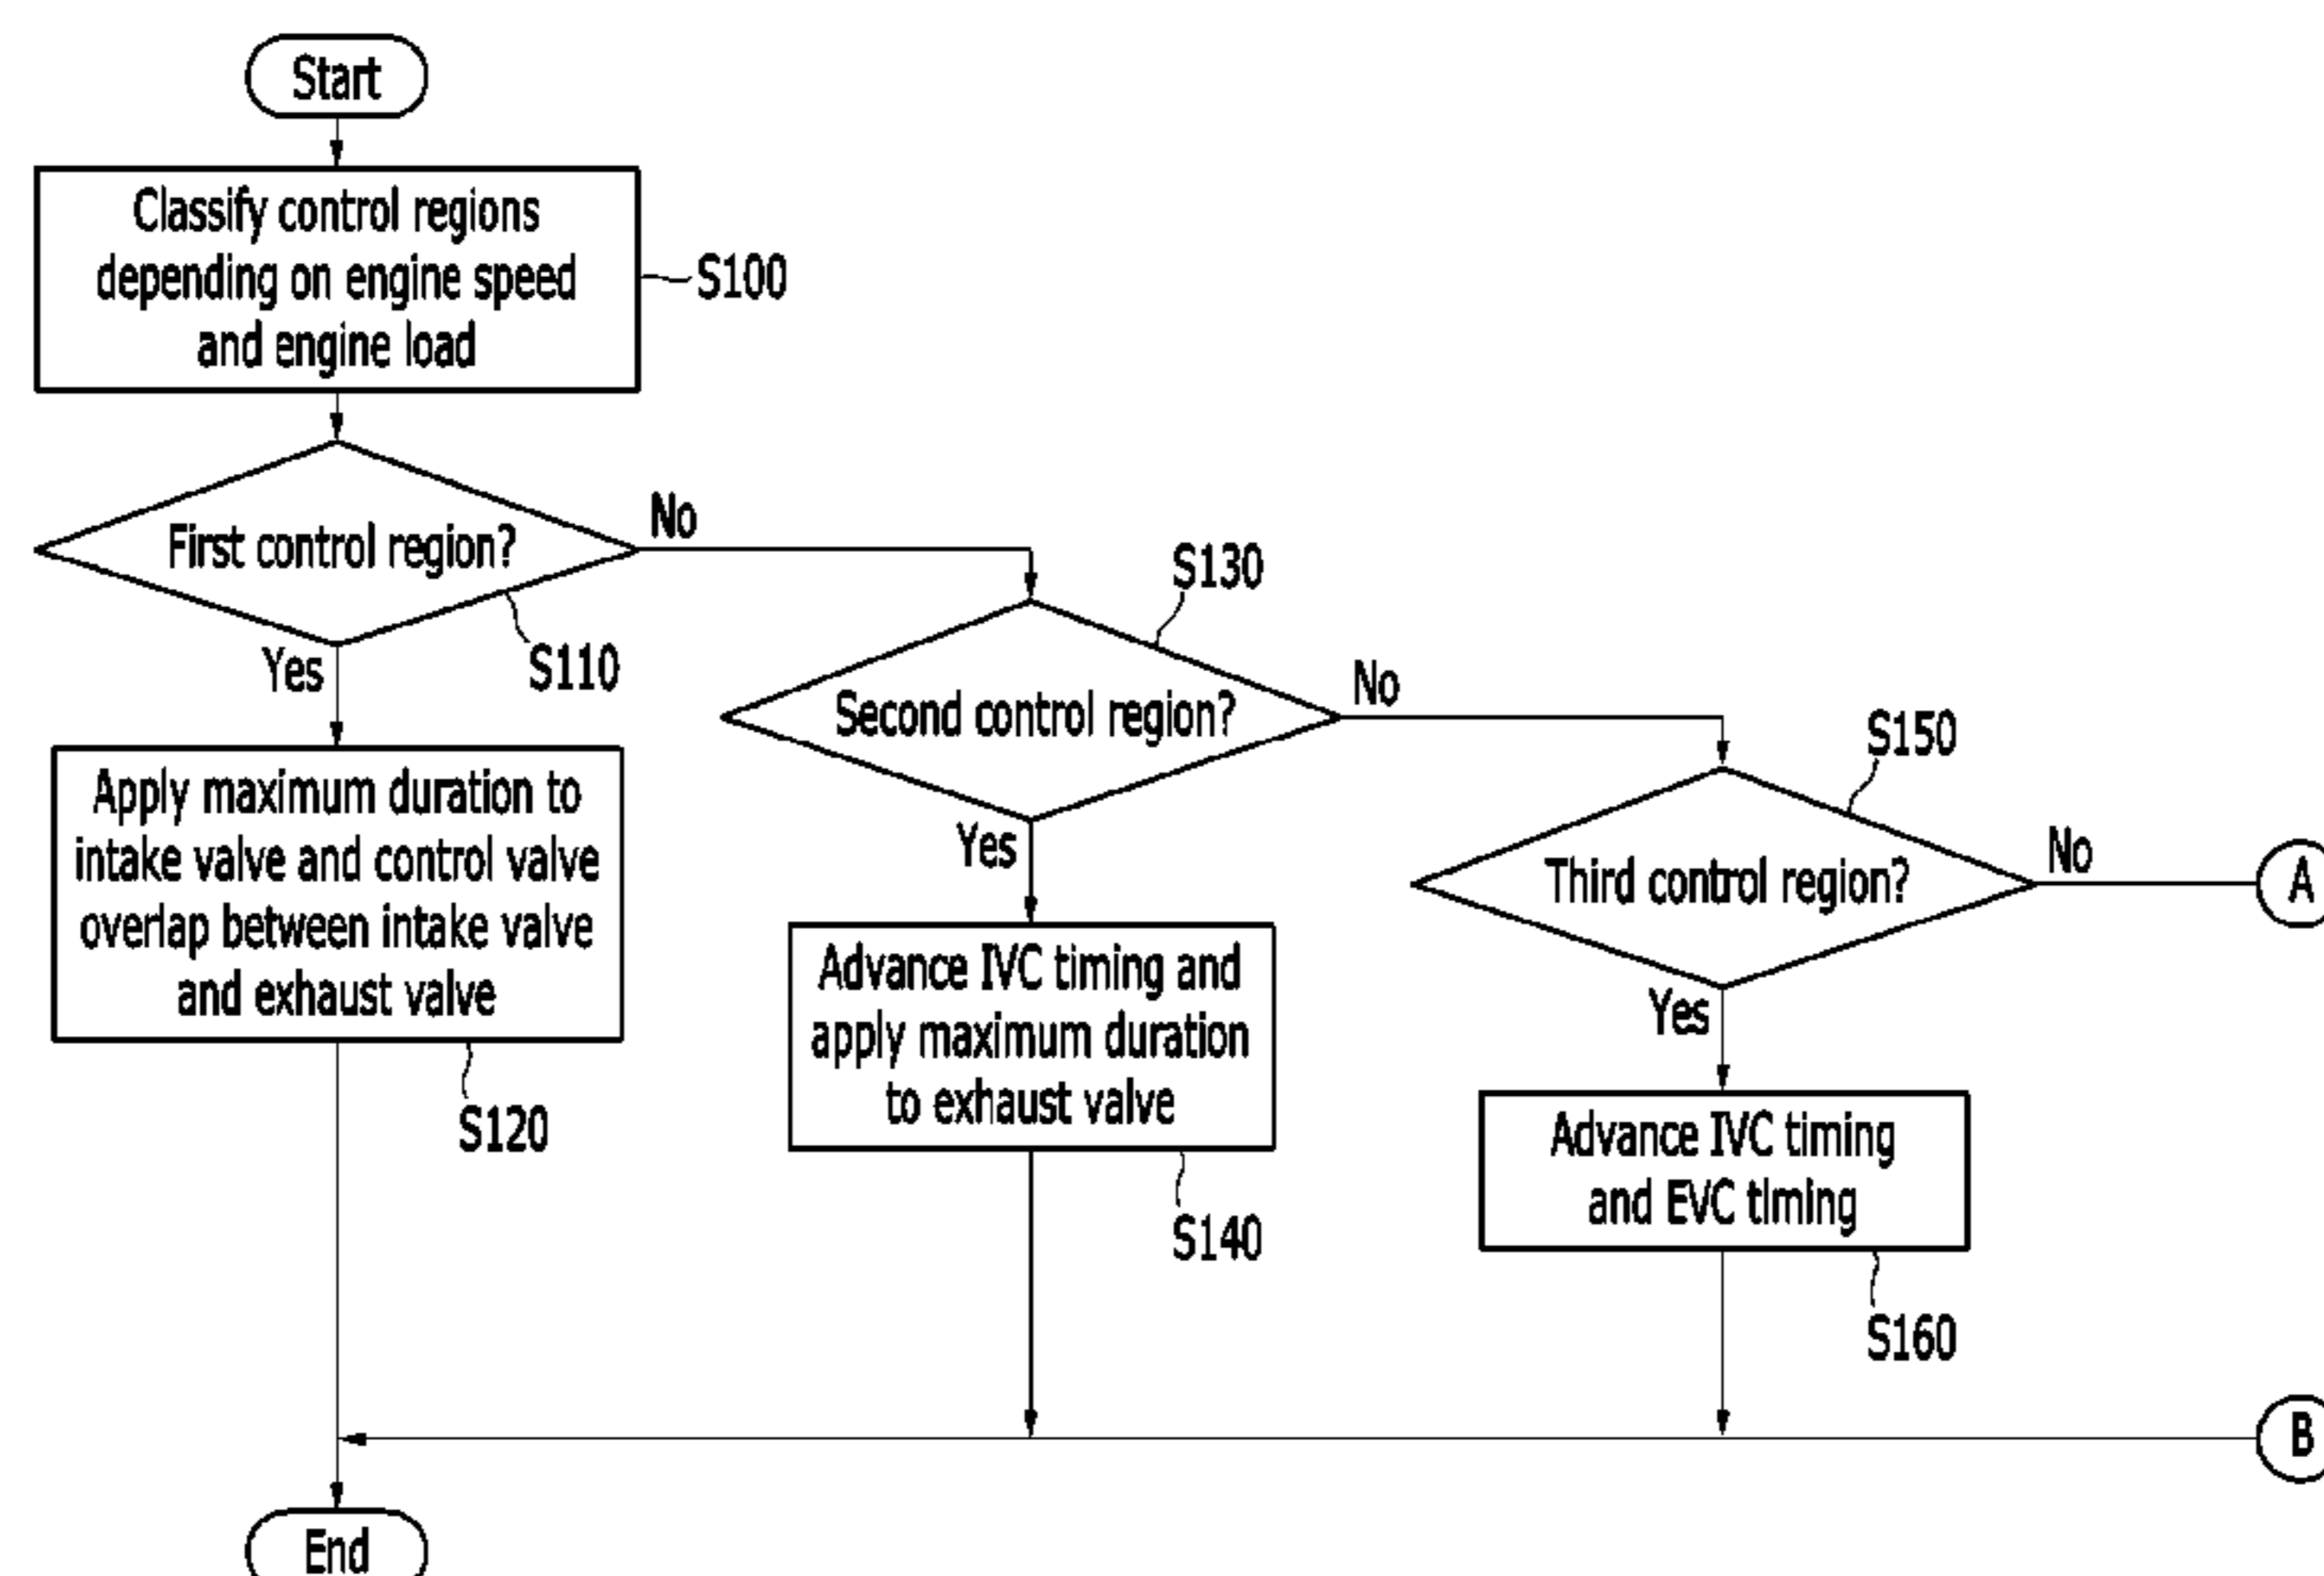 Start
Classify control regions
depending on engine speed
and engine load
S100
First control region?
No
S110
Yes
Apply maximum duration to
intake valve and control valve
overlap between intake valve
and exhaust valve
S120
S130
Second control region?
No
Yes
Advance IVC timing and
apply maximum duration
to exhaust valve
S140
S150
Third control region?
No
A
Yes
Advance IVC timing
and EVC timing
S160
B
End